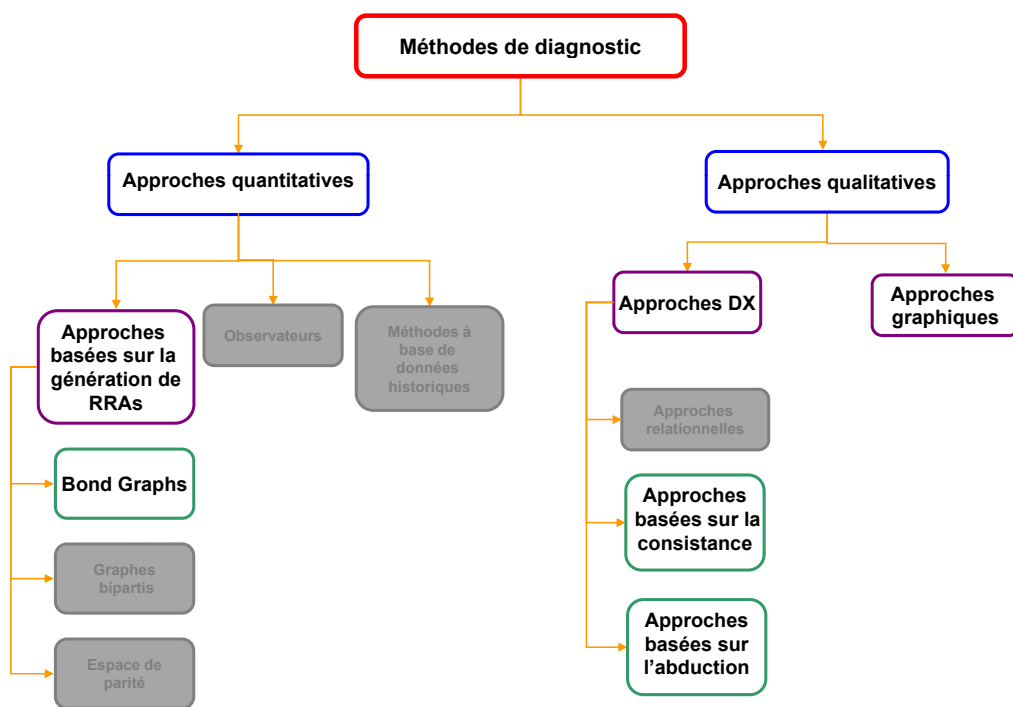 Méthodes de diagnostic
Approches quantitatives
Approches qualitatives
Approches
basées sur la
génération de
RRAs
Observateurs
Méthodes à
base de
données
historiques
Approches DX
Approches
graphiques
Bond Graphs
Graphes
bipartis
Espace de
parité
Approches
relationnelles
Approches
basées sur la
consistance
Approches
basées sur
l'abduction